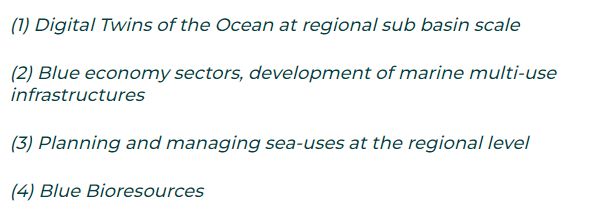 (1) Digital Twins of the Ocean at regional sub basin scale
(2) Blue economy sectors, development of marine multi-use
infrastructures
(3) Planning and managing sea-uses at the regional level
(4) Blue Bioresources